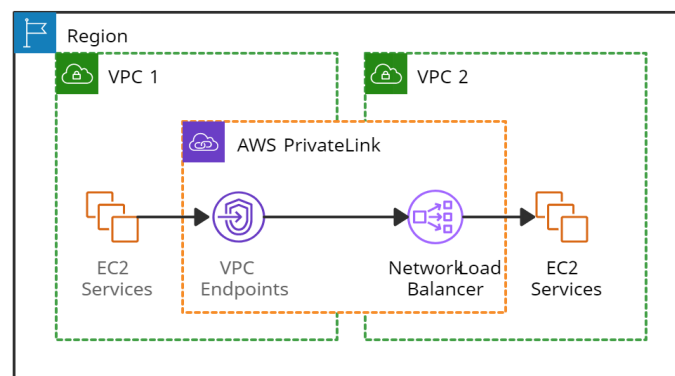 Region
VPC 1
VPC 2
AWS PrivateLink
EC2
Services
VPC
Endpoints
Network Load
Balancer
EC2
Services